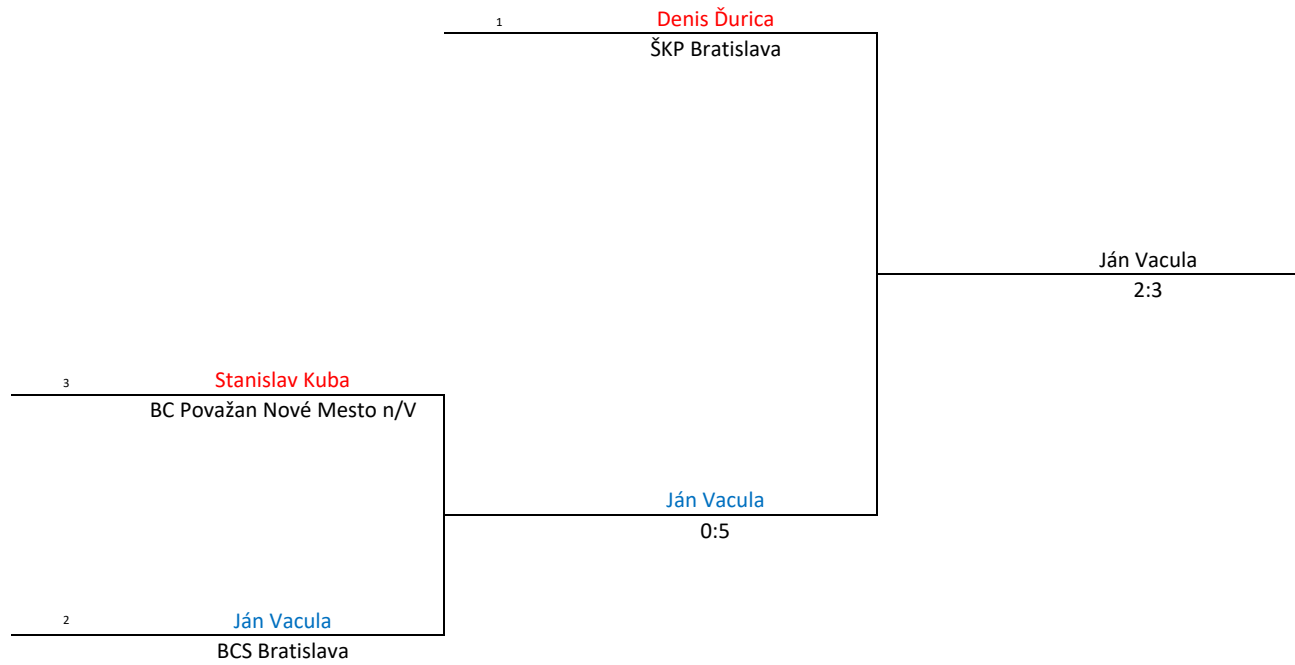 1
Denis Ďurica
ŠKP Bratislava
Ján Vacula
2:3
3
Stanislav Kuba
BC Považan Nové Mesto n/V
Ján Vacula
0:5
2
Ján Vacula
BCS Bratislava